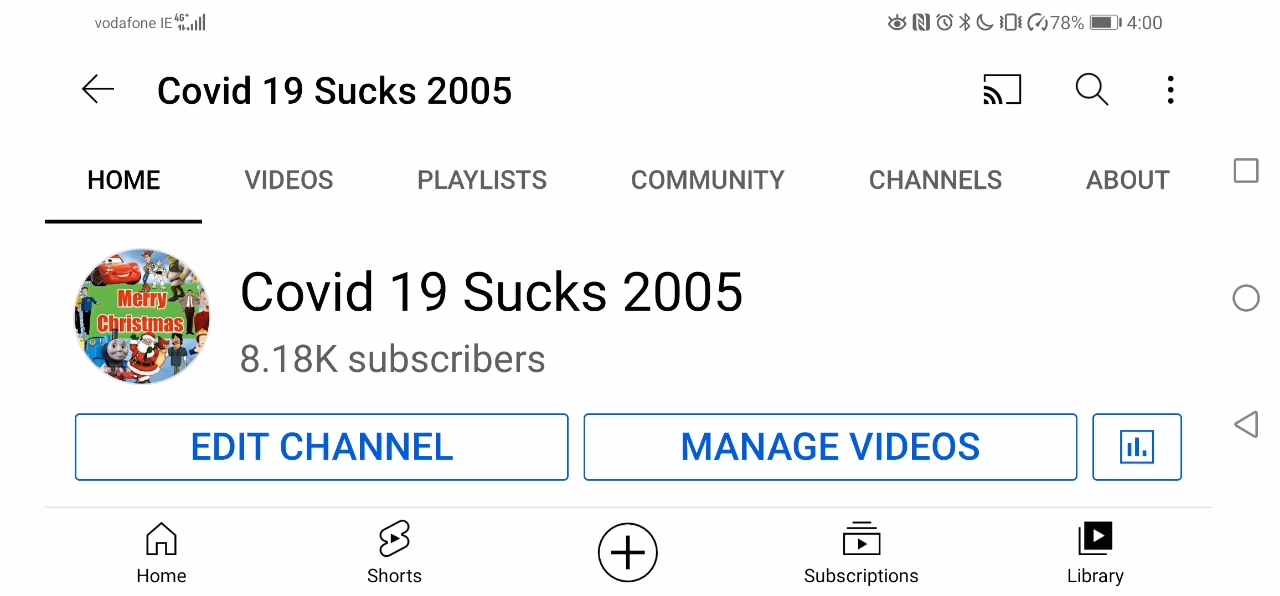 vodafone IE 4G+ 78% 4:00
Covid 19 Sucks 2005
HOME VIDEOS PLAYLISTS COMMUNITY CHANNELS ABOUT
Merry
Christmas
Covid 19 Sucks 2005
8.18K subscribers
EDIT CHANNEL MANAGE VIDEOS
Home Shorts Subscriptions Library